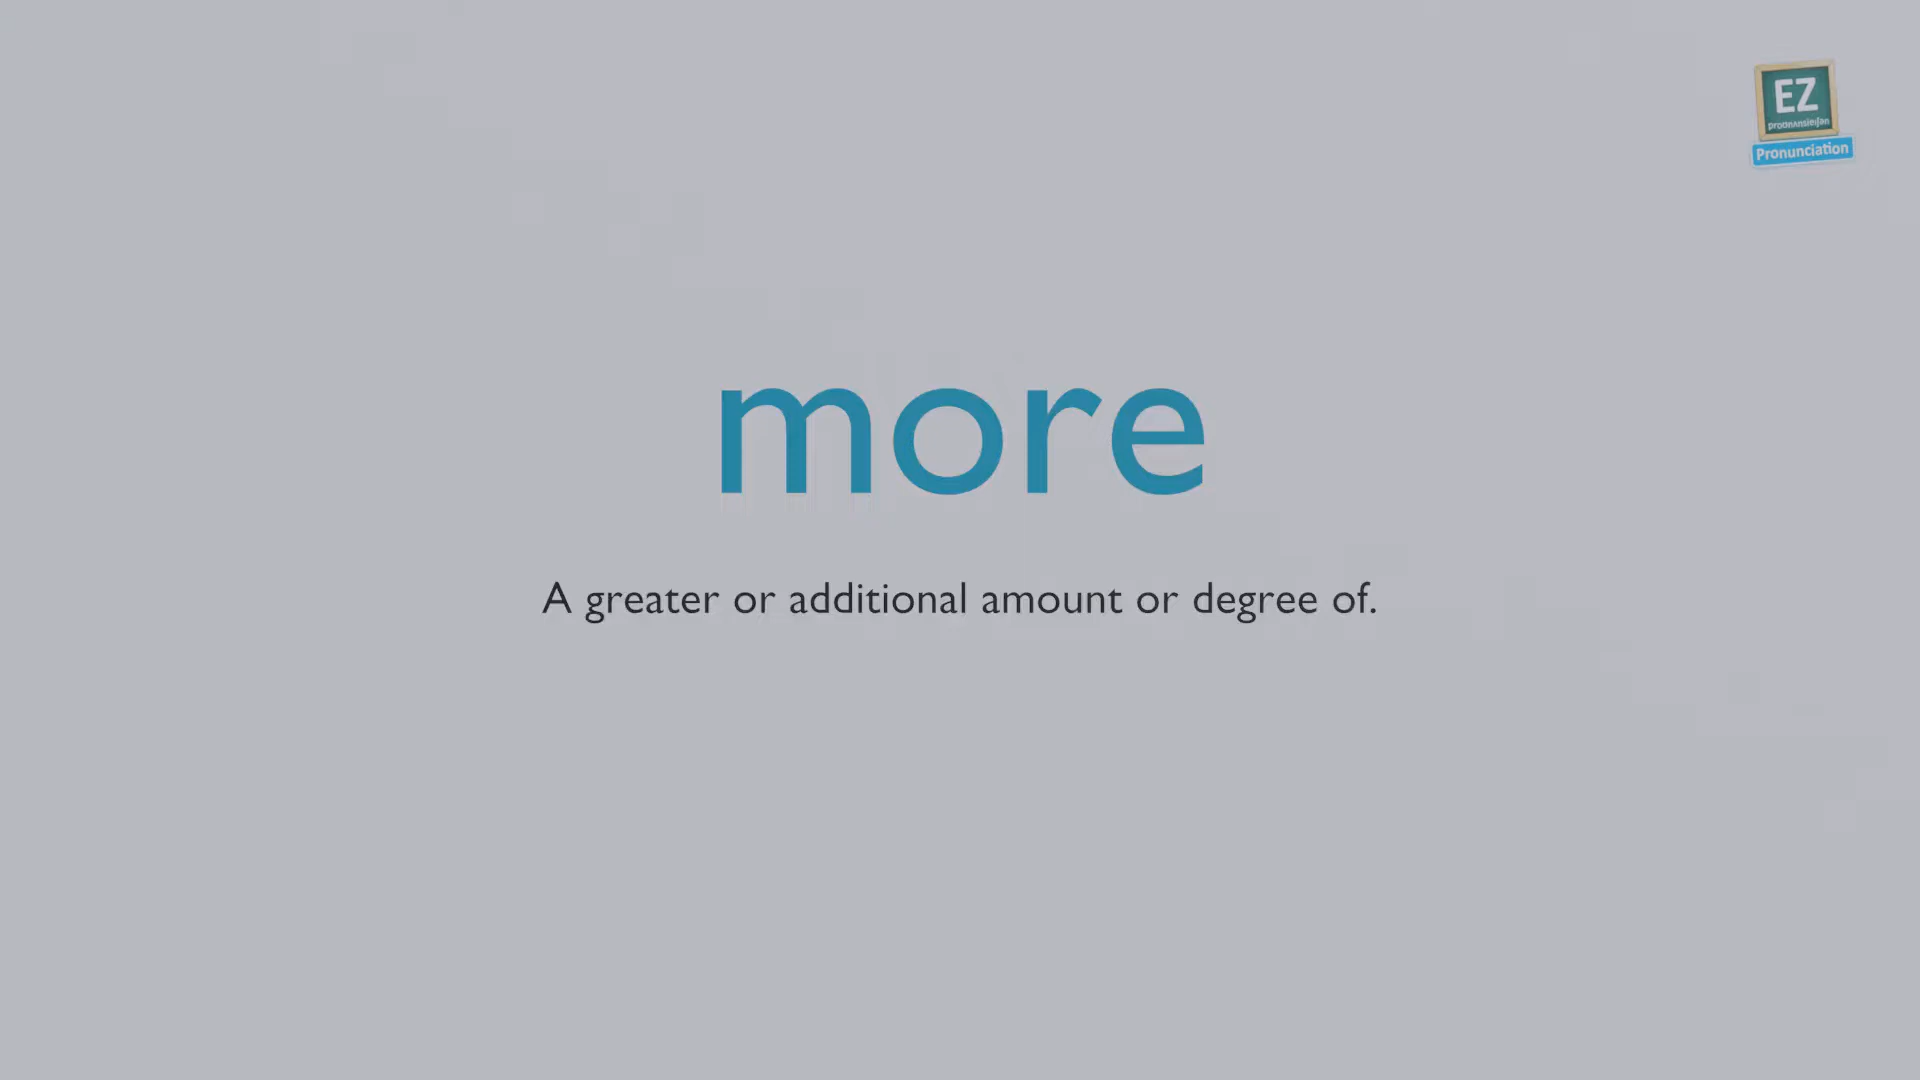 EZ
Pronunciation
more
A greater or additional amount or degree of.